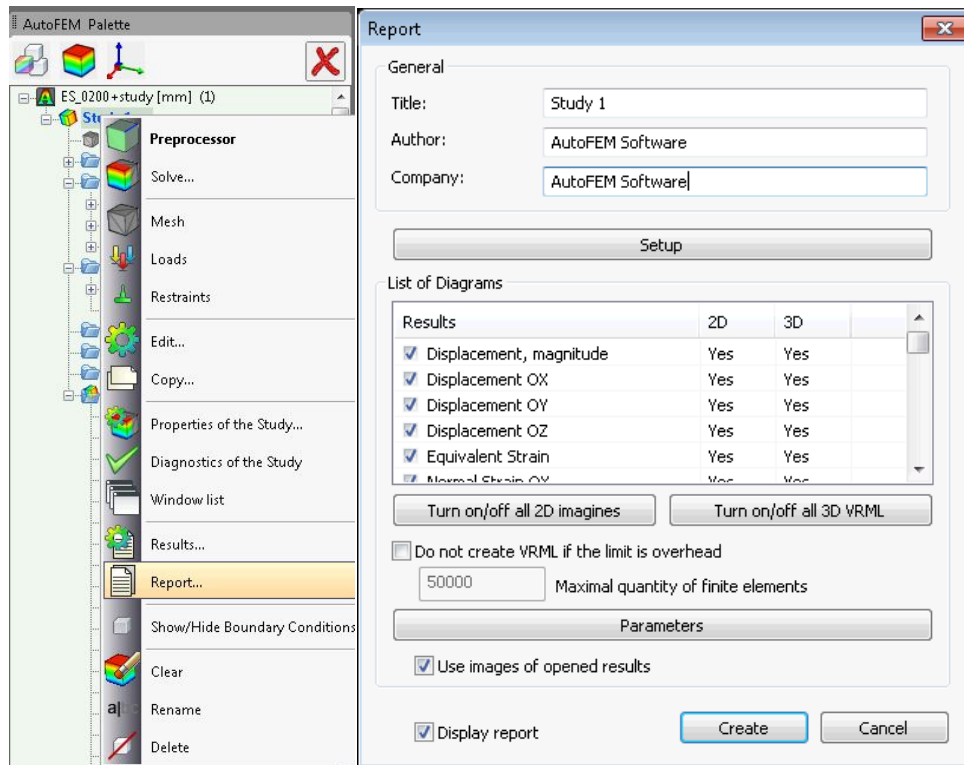 AutoFEM Palette
ES_0200+study [mm] (1)
Preprocessor
Solve...
Mesh
Loads
Restraints
Edit...
Copy...
Properties of the Study...
Diagnostics of the Study
Window list
Results...
Report...
Show/Hide Boundary Conditions
Clear
Rename
Delete
Report
General
Title: Study 1
Author: AutoFEM Software
Company: AutoFEM Software
Setup
List of Diagrams
Results 2D 3D
Displacement, magnitude Yes Yes
Displacement OX Yes Yes
Displacement OY Yes Yes
Displacement OZ Yes Yes
Equivalent Strain Yes Yes
Normal Strain OX Yes Yes
Turn on/off all 2D imagines Turn on/off all 3D VRML
Do not create VRML if the limit is overhead
50000 Maximal quantity of finite elements
Parameters
Use images of opened results
Display report Create Cancel